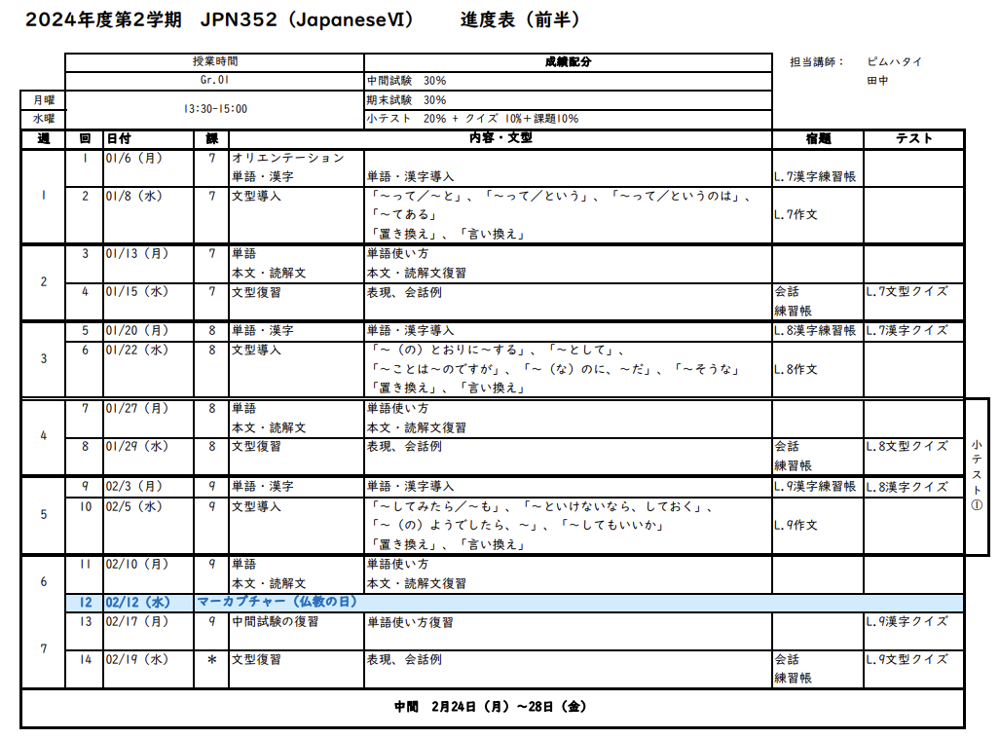 2024年度第2学期　JPN352（JapaneseⅥ）　　進度表（前半）
授業時間　成績配分　担当講師：　ピムハタイ
Gr.01　中間試験　30%　田中
月曜　13:30-15:00　期末試験　30%
水曜　小テスト　20% + クイズ 10%＋課題10%
週　回　日付　課　内容・文型　宿題　テスト
1　1　01/6（月）　7　オリエンテーション
単語・漢字　単語・漢字導入　L.7漢字練習帳
2　01/8（水）　7　文型導入　「～って／～と」、「～って／という」、「～って／というのは」、
「～てある」　L.7作文
「置き換え」、「言い換え」
2　3　01/13（月）　7　単語　単語使い方
本文・読解文　本文・読解文復習
4　01/15（水）　7　文型復習　表現、会話例　会話　L.7文型クイズ
練習帳
3　5　01/20（月）　8　単語・漢字　単語・漢字導入　L.8漢字練習帳　L.7漢字クイズ
6　01/22（水）　8　文型導入　「～（の）とおりに～する」、「～として」、
「～ことは～のですが」、「～（な）のに、～だ」、「～そうな」　L.8作文
「置き換え」、「言い換え」
4　7　01/27（月）　8　単語　単語使い方
本文・読解文　本文・読解文復習
8　01/29（水）　8　文型復習　表現、会話例　会話　L.8文型クイズ
練習帳
小テスト①
5　9　02/3（月）　9　単語・漢字　単語・漢字導入　L.9漢字練習帳　L.8漢字クイズ
10　02/5（水）　9　文型導入　「～してみたら／～も」、「～といけないなら、しておく」、
「～（の）ようでしたら、～」、「～してもいいか」　L.9作文
「置き換え」、「言い換え」
6　11　02/10（月）　9　単語　単語使い方
本文・読解文　本文・読解文復習
12　02/12（水）　マーカブチャー（仏教の日）
7　13　02/17（月）　9　中間試験の復習　単語使い方復習　L.9漢字クイズ
14　02/19（水）　＊　文型復習　表現、会話例　会話　L.9文型クイズ
練習帳
中間　2月24日（月）～28日（金）